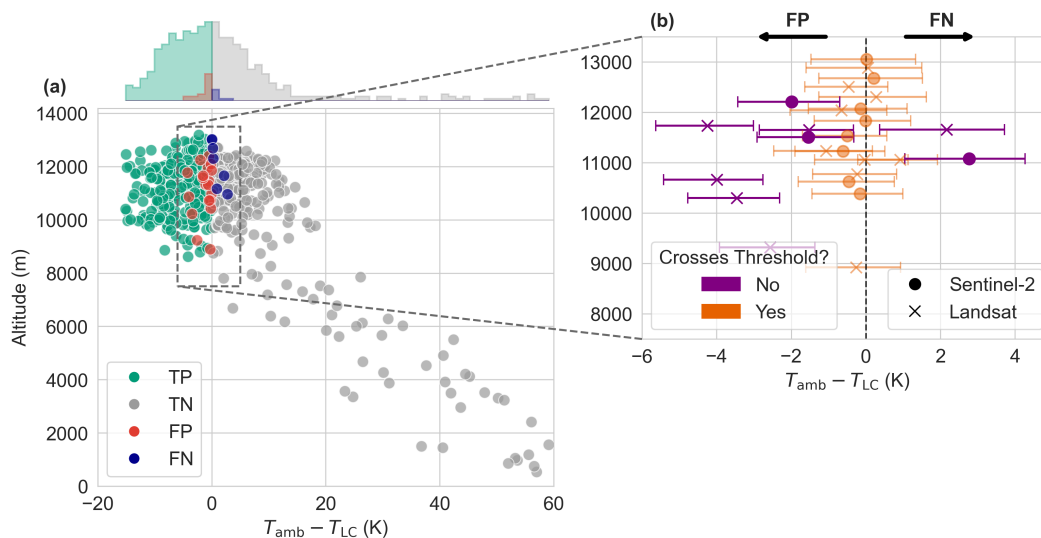 (a)
14000
12000
10000
8000
6000
4000
2000
0
Altitude (m)
TP
TN
FP
FN
−20
0
20
40
60
T_amb − T_LC (K)
(b)
FP
FN
13000
12000
11000
10000
9000
8000
Crosses Threshold?
No
Yes
Sentinel-2
Landsat
−6
−4
−2
0
2
4
T_amb − T_LC (K)